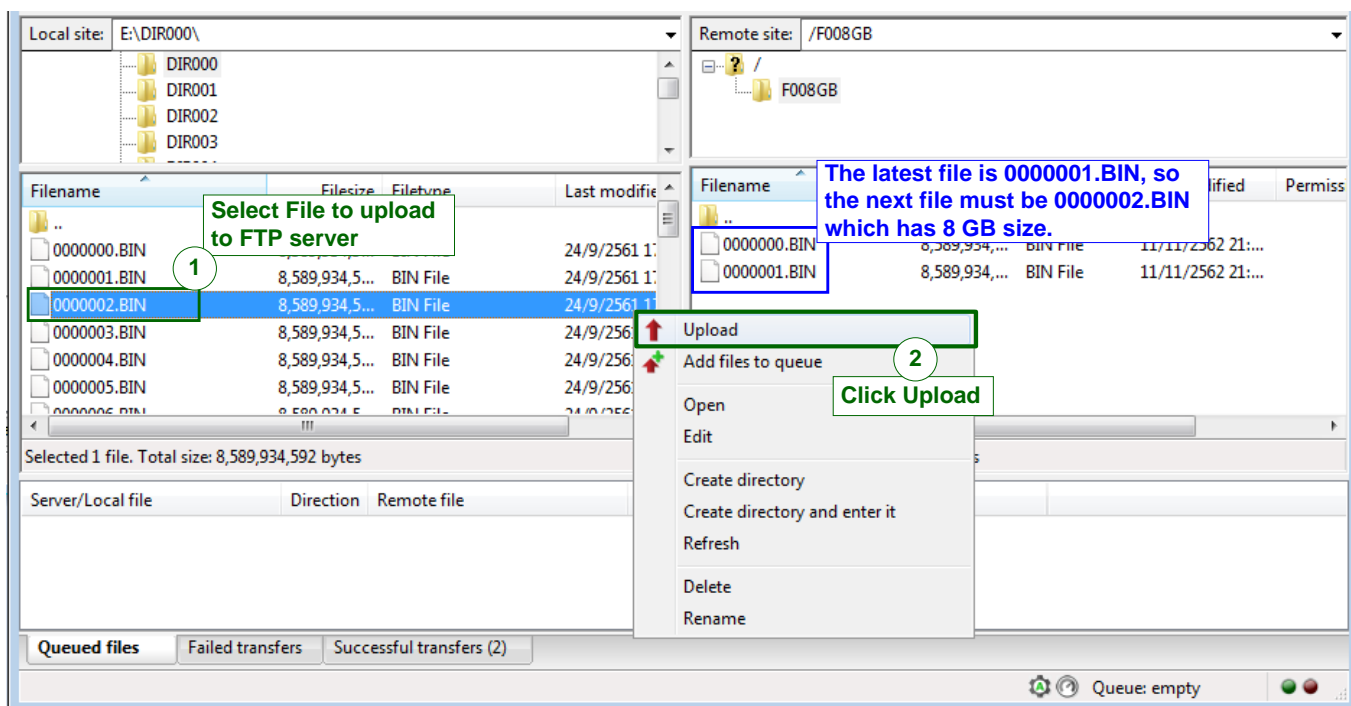 Local site: E:\DIR000\
DIR000
DIR001
DIR002
DIR003
Remote site: /F008GB
/
F008GB
Filename Filesize Filetype Last modifie
..
0000000.BIN 24/9/2561 1
0000001.BIN 8,589,934,5... BIN File 24/9/2561 1
0000002.BIN 8,589,934,5... BIN File 24/9/2561 1
0000003.BIN 8,589,934,5... BIN File 24/9/256
0000004.BIN 8,589,934,5... BIN File 24/9/256
0000005.BIN 8,589,934,5... BIN File 24/9/256
Select File to upload
to FTP server
1
Filename ified Permiss
..
0000000.BIN 8,589,934,... BIN File 11/11/2562 21:...
0000001.BIN 8,589,934,... BIN File 11/11/2562 21:...
The latest file is 0000001.BIN, so
the next file must be 0000002.BIN
which has 8 GB size.
Upload
Add files to queue
2
Click Upload
Open
Edit
Create directory
Create directory and enter it
Refresh
Delete
Rename
Selected 1 file. Total size: 8,589,934,592 bytes
Server/Local file Direction Remote file
Queued files Failed transfers Successful transfers (2)
Queue: empty